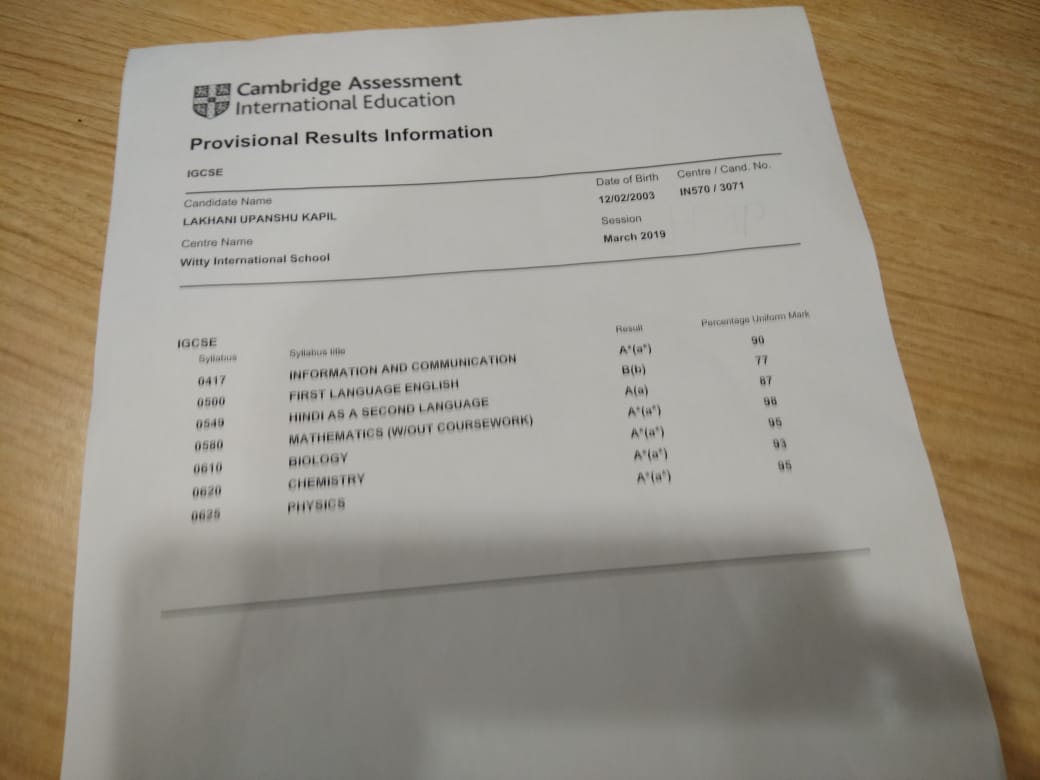 Cambridge Assessment
International Education
Provisional Results Information
IGCSE
Candidate Name
LAKHANI UPANSHU KAPIL
Date of Birth
12/02/2003
Centre / Cand. No.
IN570 / 3071
Centre Name
Witty International School
Session
March 2019
IGCSE
Syllabus Syllabus title Result Percentage Uniform Mark
0417 INFORMATION AND COMMUNICATION A*(a*) 90
0500 FIRST LANGUAGE ENGLISH B(b) 77
0549 HINDI AS A SECOND LANGUAGE A(a) 87
0580 MATHEMATICS (W/OUT COURSEWORK) A*(a*) 98
0610 BIOLOGY A*(a*) 95
0620 CHEMISTRY A*(a*) 93
0625 PHYSICS A*(a*) 95